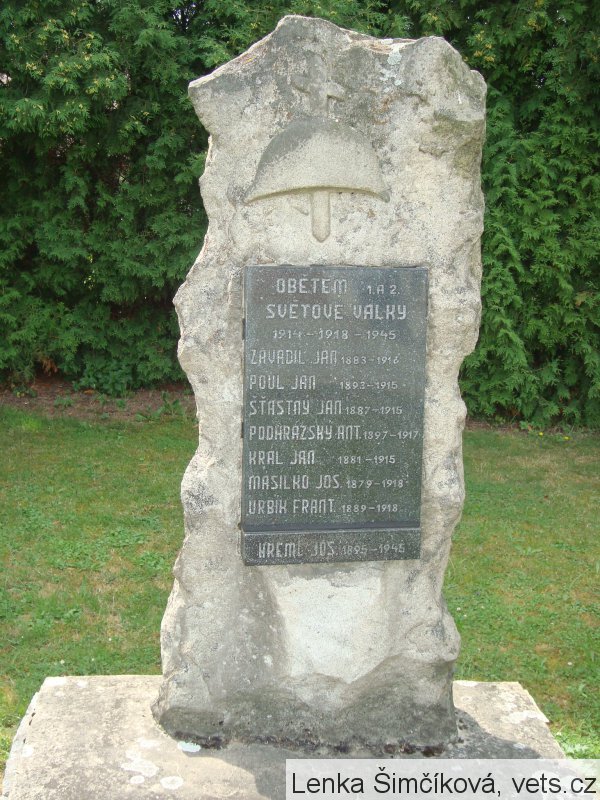 OBĚTEM 1. A 2.
SVĚTOVÉ VÁLKY
1914 - 1918 - 1945
ZAVADIL JAN 1883 - 1916
POUL JAN 1893 - 1915
ŠŤASTNÝ JAN 1887 - 1915
PODHRÁZSKÝ ANT. 1897 - 1917
KRÁL JAN 1881 - 1915
MASILKO JOS. 1879 - 1918
URBÍK FRANT. 1889 - 1918
KREML JOS. 1895 - 1945
Lenka Šimčíková, vets.cz